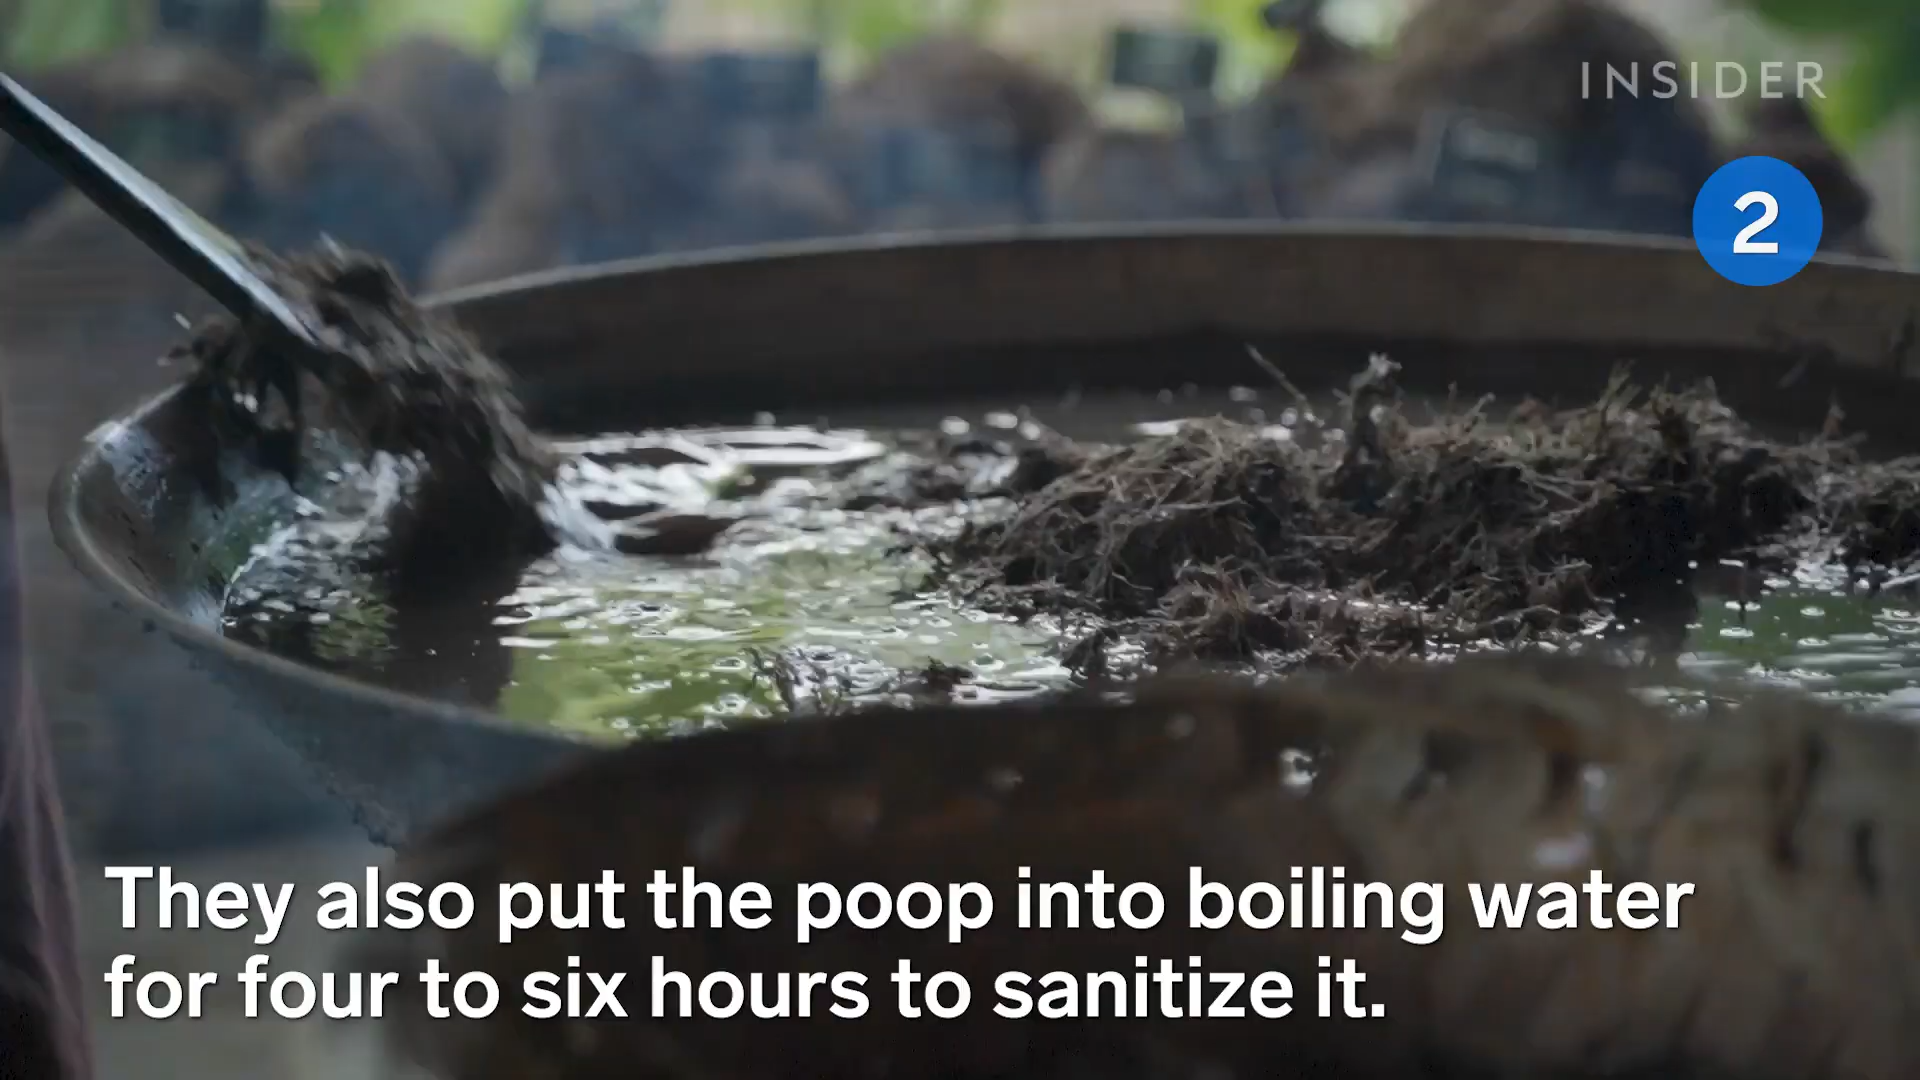 INSIDER
2
They also put the poop into boiling water
for four to six hours to sanitize it.